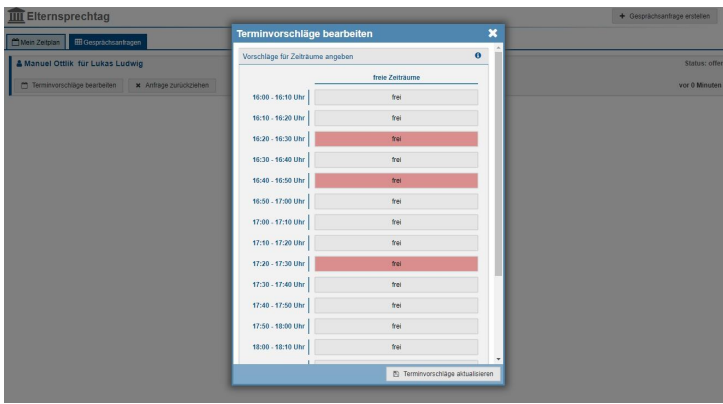 Elternsprechtag
+ Gesprächsanfrage erstellen
Mein Zeitplan
Gesprächsanfragen
Manuel Ottlik für Lukas Ludwig
Status: offen
Terminvorschläge bearbeiten
Anfrage zurückziehen
vor 0 Minuten
Terminvorschläge bearbeiten
Vorschläge für Zeiträume angeben
freie Zeiträume
16:00 - 16:10 Uhr frei
16:10 - 16:20 Uhr frei
16:20 - 16:30 Uhr frei
16:30 - 16:40 Uhr frei
16:40 - 16:50 Uhr frei
16:50 - 17:00 Uhr frei
17:00 - 17:10 Uhr frei
17:10 - 17:20 Uhr frei
17:20 - 17:30 Uhr frei
17:30 - 17:40 Uhr frei
17:40 - 17:50 Uhr frei
17:50 - 18:00 Uhr frei
18:00 - 18:10 Uhr frei
Terminvorschläge aktualisieren